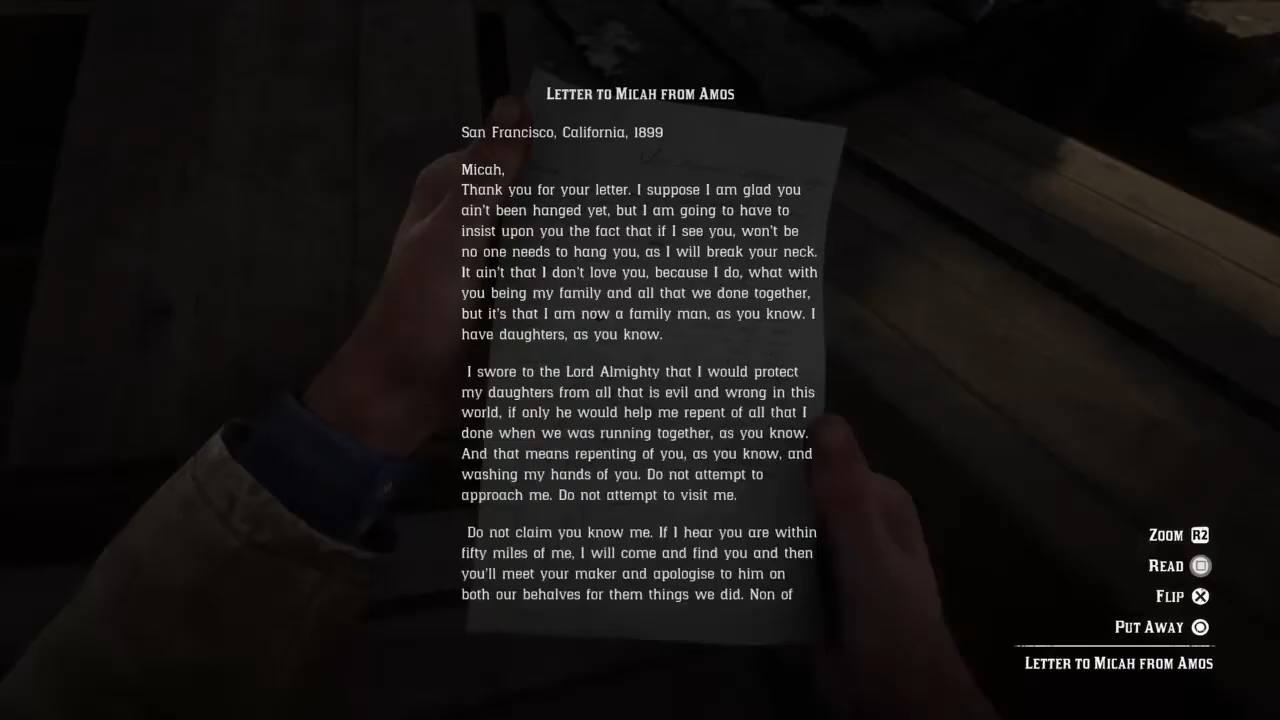 Letter to Micah from Amos
San Francisco, California, 1899
Micah,
Thank you for your letter. I suppose I am glad you
ain't been hanged yet, but I am going to have to
insist upon you the fact that if I see you, won't be
no one needs to hang you, as I will break your neck.
It ain't that I don't love you, because I do, what with
you being my family and all that we done together,
but it's that I am now a family man, as you know. I
have daughters, as you know.
I swore to the Lord Almighty that I would protect
my daughters from all that is evil and wrong in this
world, if only he would help me repent of all that I
done when we was running together, as you know.
And that means repenting of you, as you know, and
washing my hands of you. Do not attempt to
approach me. Do not attempt to visit me.
Do not claim you know me. If I hear you are within
fifty miles of me, I will come and find you and then
you'll meet your maker and apologise to him on
both our behalves for them things we did. Non of
Zoom R2
Read
Flip
Put Away
Letter to Micah from Amos